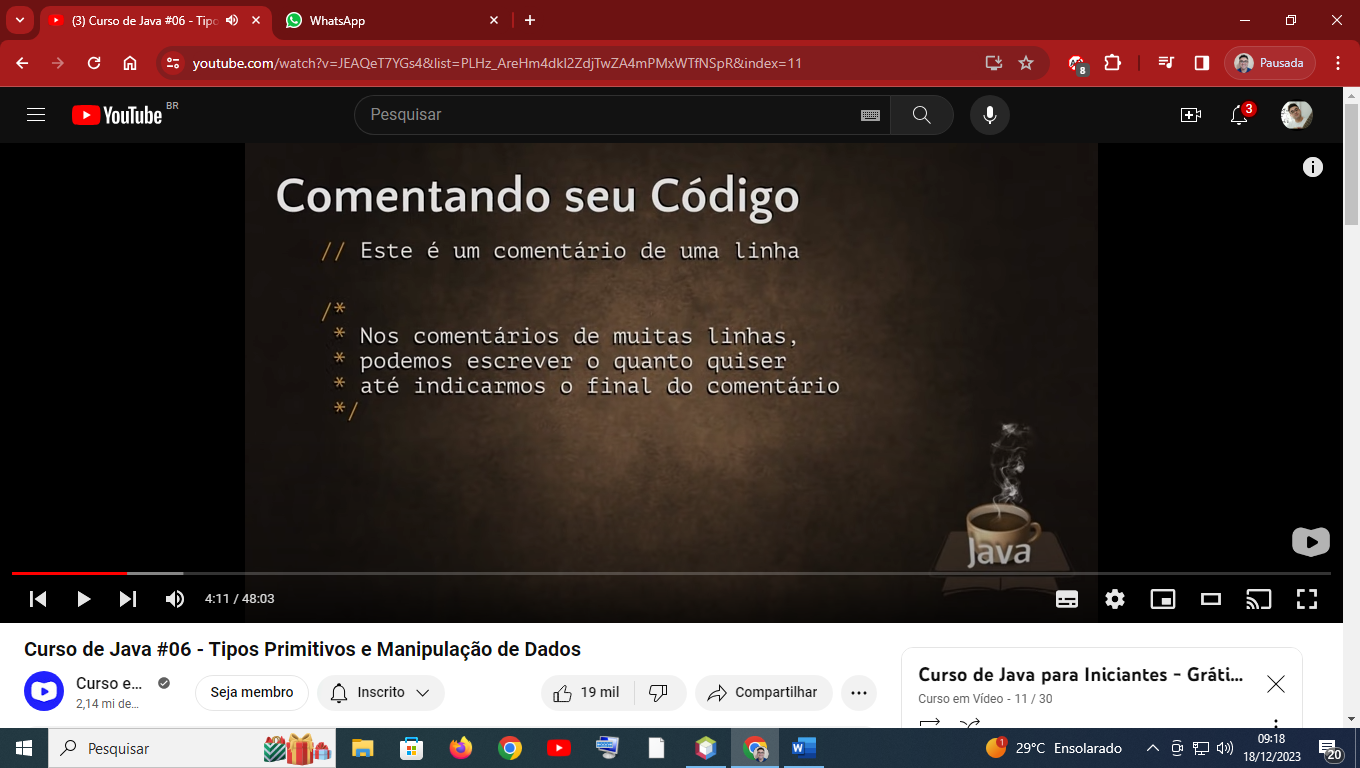 (3) Curso de Java #06 - Tipo
WhatsApp
youtube.com/watch?v=JEAQeT7YGs4&list=PLHz_AreHm4dkI2ZdjTwZA4mPMxWTfNSpR&index=11
8
Pausada
YouTube BR
Pesquisar
3
Comentando seu Código
// Este é um comentário de uma linha
/*
* Nos comentários de muitas linhas,
* podemos escrever o quanto quiser
* até indicarmos o final do comentário
*/
Java
4:11 / 48:03
Curso de Java #06 - Tipos Primitivos e Manipulação de Dados
Curso e...
2,14 mi de...
Seja membro
Inscrito
19 mil
Compartilhar
Curso de Java para Iniciantes - Gráti...
Curso em Vídeo - 11 / 30
Pesquisar
1
29°C Ensolarado
09:18
18/12/2023
20